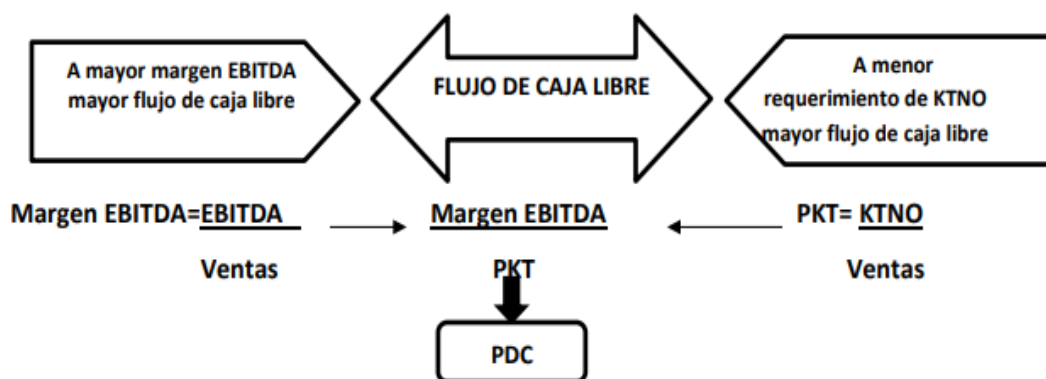 A mayor margen EBITDA
mayor flujo de caja libre
FLUJO DE CAJA LIBRE
A menor
requerimiento de KTNO
mayor flujo de caja libre
Margen EBITDA=EBITDA
Ventas
Margen EBITDA
PKT
PKT= KTNO
Ventas
PDC